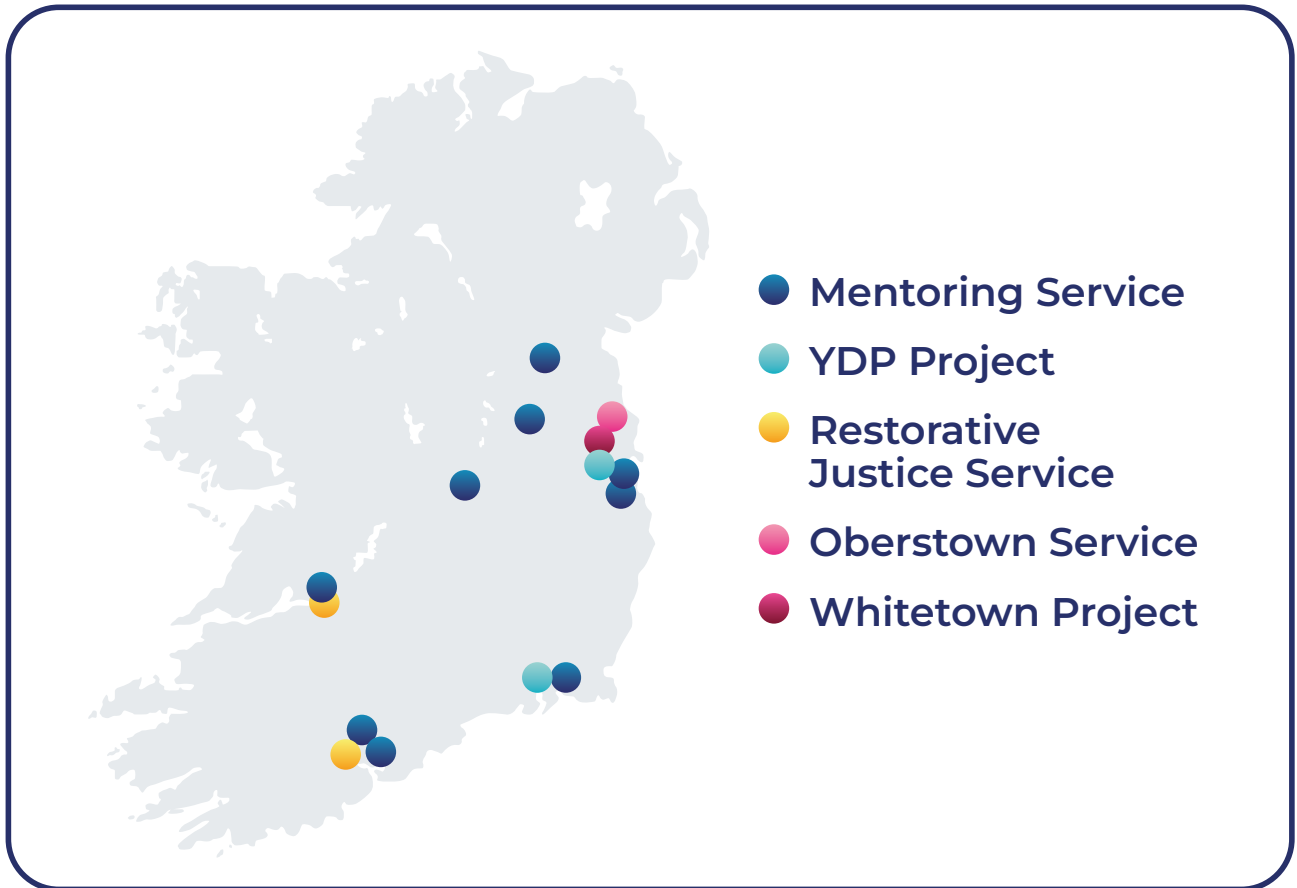 Mentoring Service
YDP Project
Restorative
Justice Service
Oberstown Service
Whitetown Project